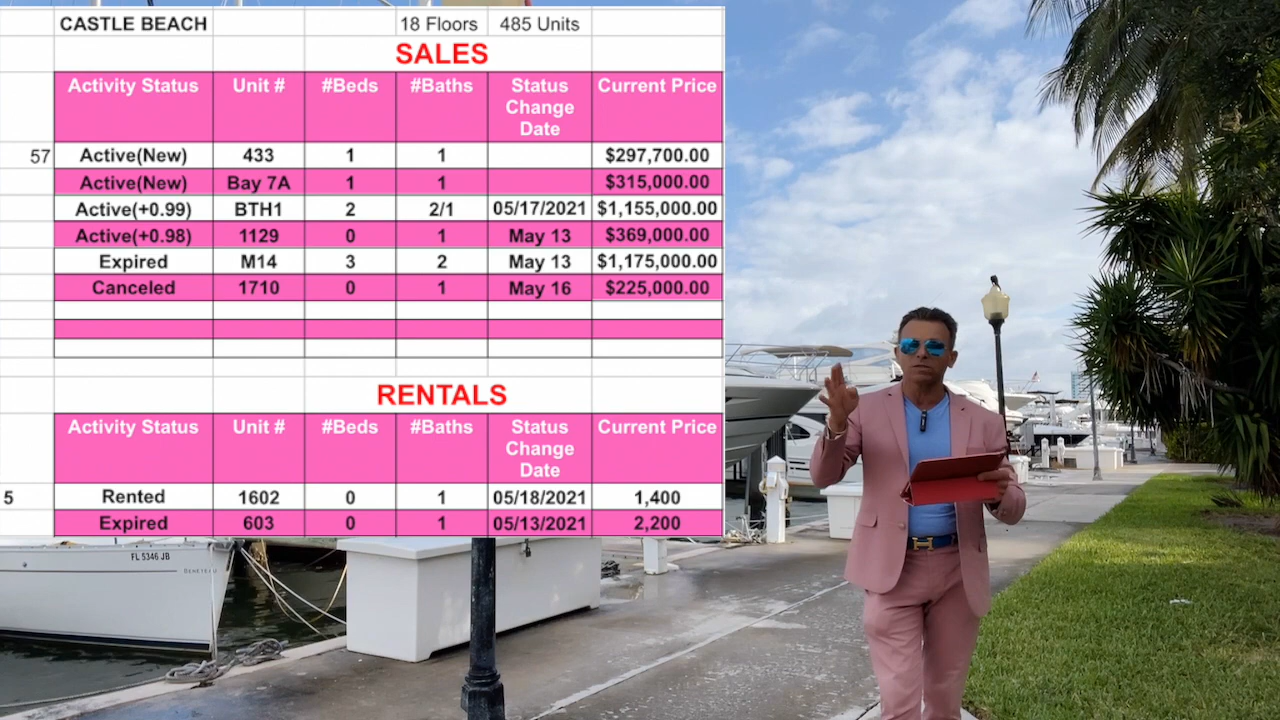 CASTLE BEACH 18 Floors 485 Units
SALES
Activity Status Unit # #Beds #Baths Status Change Date Current Price
57 Active(New) 433 1 1 $297,700.00
Active(New) Bay 7A 1 1 $315,000.00
Active(+0.99) BTH1 2 2/1 05/17/2021 $1,155,000.00
Active(+0.98) 1129 0 1 May 13 $369,000.00
Expired M14 3 2 May 13 $1,175,000.00
Canceled 1710 0 1 May 16 $225,000.00
RENTALS
Activity Status Unit # #Beds #Baths Status Change Date Current Price
5 Rented 1602 0 1 05/18/2021 1,400
Expired 603 0 1 05/13/2021 2,200
FL 5346 JB
BENETEAU